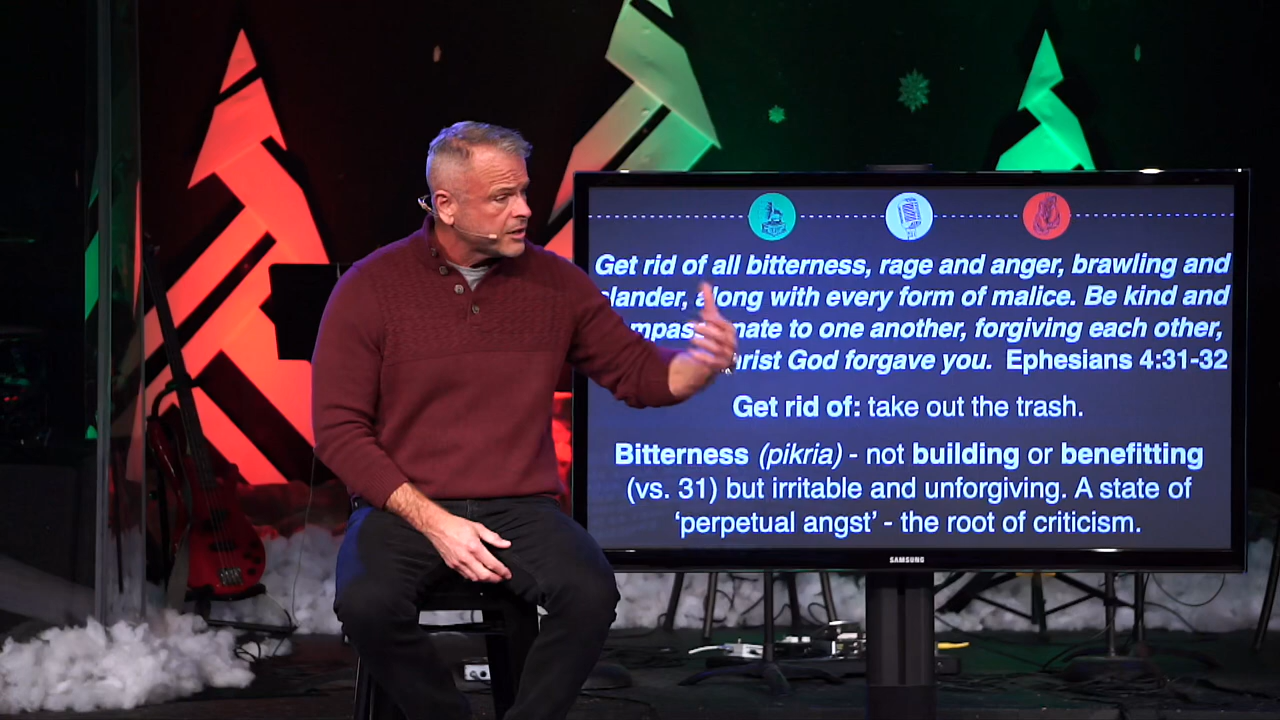 Get rid of all bitterness, rage and anger, brawling and
slander, along with every form of malice. Be kind and
to one another, forgiving each other,
God forgave you. Ephesians 4:31-32
Get rid of: take out the trash.
Bitterness (pikria) - not building or benefitting
(vs. 31) but irritable and unforgiving. A state of
‘perpetual angst’ - the root of criticism.
SAMSUNG